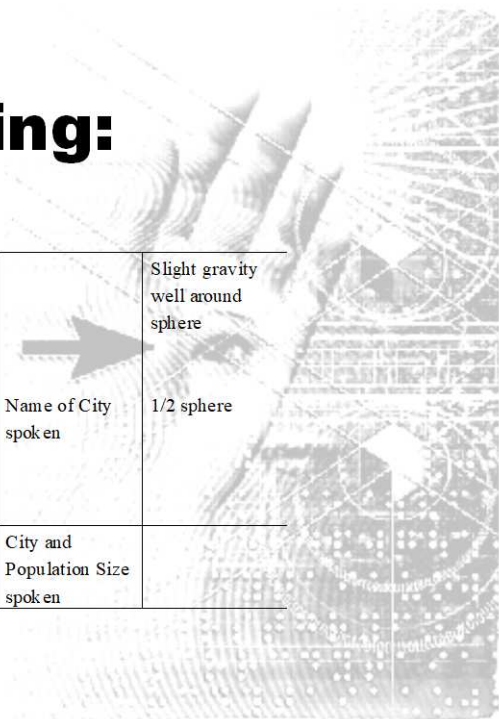 ing:
Slight gravity
well around
sphere
Name of City
spoken
1/2 sphere
City and
Population Size
spoken